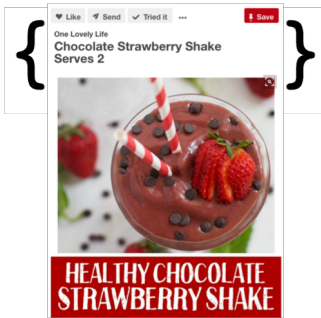 { }
Like Send Tried it ... Save
One Lovely Life
Chocolate Strawberry Shake
Serves 2
HEALTHY CHOCOLATE
STRAWBERRY SHAKE